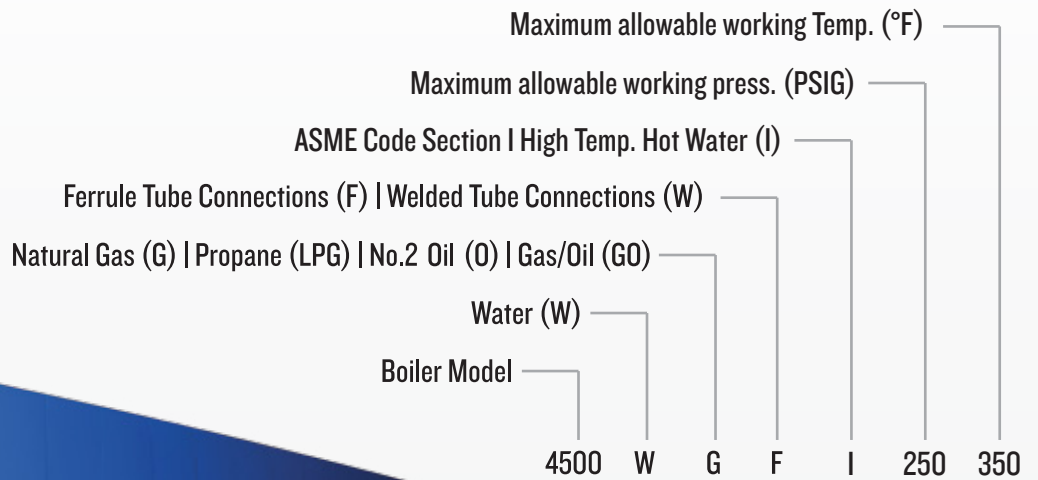 Maximum allowable working Temp. (°F)
Maximum allowable working press. (PSIG)
ASME Code Section I High Temp. Hot Water (I)
Ferrule Tube Connections (F) | Welded Tube Connections (W)
Natural Gas (G) | Propane (LPG) | No.2 Oil (O) | Gas/Oil (GO)
Water (W)
Boiler Model
4500 W G F I 250 350